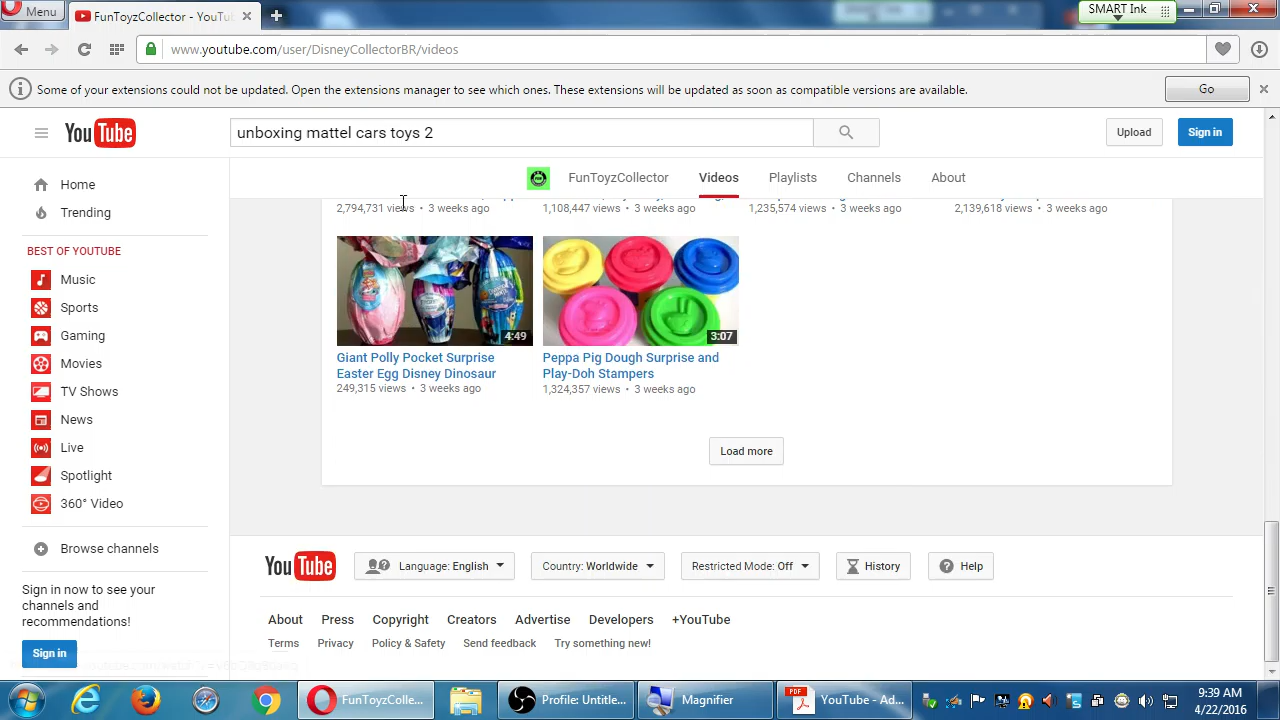 Menu
FunToyzCollector - YouTu
SMART Ink
www.youtube.com/user/DisneyCollectorBR/videos
Some of your extensions could not be updated. Open the extensions manager to see which ones. These extensions will be updated as soon as compatible versions are available.
Go
YouTube
unboxing mattel cars toys 2
Upload
Sign in
FunToyzCollector
Videos
Playlists
Channels
About
Home
Trending
BEST OF YOUTUBE
Music
Sports
Gaming
Movies
TV Shows
News
Live
Spotlight
360° Video
Browse channels
Sign in now to see your
channels and
recommendations!
Sign in
2,794,731 views • 3 weeks ago
1,108,447 views • 3 weeks ago
1,235,574 views • 3 weeks ago
2,139,618 views • 3 weeks ago
4:49
3:07
Giant Polly Pocket Surprise
Easter Egg Disney Dinosaur
249,315 views • 3 weeks ago
Peppa Pig Dough Surprise and
Play-Doh Stampers
1,324,357 views • 3 weeks ago
Load more
YouTube
Language: English
Country: Worldwide
Restricted Mode: Off
History
Help
About
Press
Copyright
Creators
Advertise
Developers
+YouTube
Terms
Privacy
Policy & Safety
Send feedback
Try something new!
FunToyzColle...
Profile: Untitle...
Magnifier
PDF
YouTube - Ad...
9:39 AM
4/22/2016